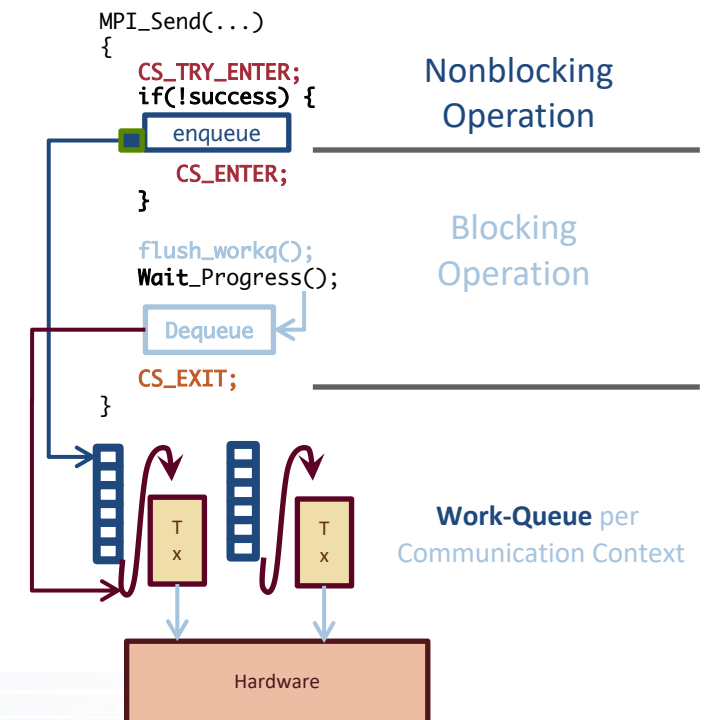 MPI_Send(...)
{
CS_TRY_ENTER;
if(!success) {
enqueue
CS_ENTER;
}
flush_workq();
Wait_Progress();
Dequeue
CS_EXIT;
}
Nonblocking
Operation
Blocking
Operation
T
x
T
x
Work-Queue per
Communication Context
Hardware